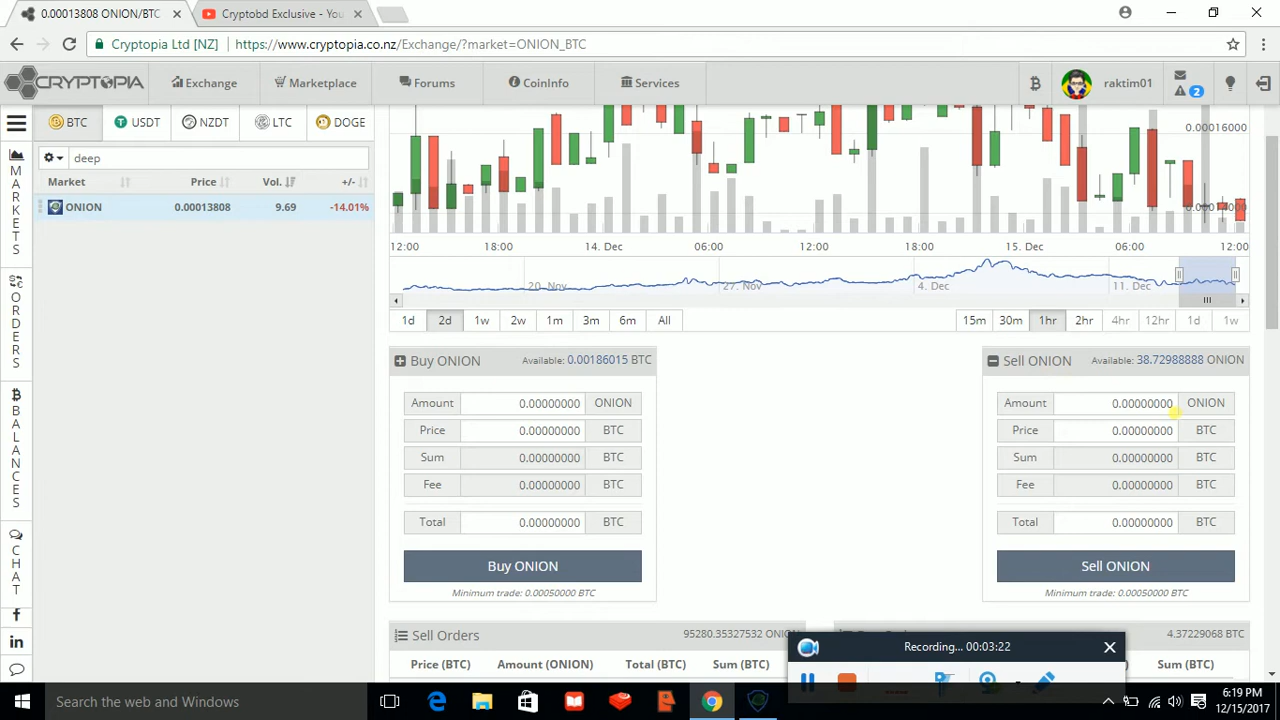 0.00013808 ONION/BTC
Cryptobd Exclusive - You
Cryptopia Ltd [NZ]
https://www.cryptopia.co.nz/Exchange/?market=ONION_BTC
CRYPTOPIA
Exchange
Marketplace
Forums
CoinInfo
Services
raktim01
2
BTC
USDT
NZDT
LTC
DOGE
deep
Market
Price
Vol.
+/-
ONION
0.00013808
9.69
-14.01%
MARKETS
ORDERS
BALANCES
CHAT
0.00016000
12:00
18:00
14. Dec
06:00
12:00
18:00
15. Dec
06:00
12:00
20. Nov
27. Nov
4. Dec
11. Dec
1d
2d
1w
2w
1m
3m
6m
All
15m
30m
1hr
2hr
4hr
12hr
1d
1w
Buy ONION
Available: 0.00186015 BTC
Amount 0.00000000 ONION
Price 0.00000000 BTC
Sum 0.00000000 BTC
Fee 0.00000000 BTC
Total 0.00000000 BTC
Buy ONION
Minimum trade: 0.00050000 BTC
Sell ONION
Available: 38.72988888 ONION
Amount 0.00000000 ONION
Price 0.00000000 BTC
Sum 0.00000000 BTC
Fee 0.00000000 BTC
Total 0.00000000 BTC
Sell ONION
Minimum trade: 0.00050000 BTC
Sell Orders
95280.35327532
4.37229068 BTC
Price (BTC)
Amount (ONION)
Total (BTC)
Sum (BTC)
Sum (BTC)
Recording... 00:03:22
Search the web and Windows
6:19 PM
12/15/2017